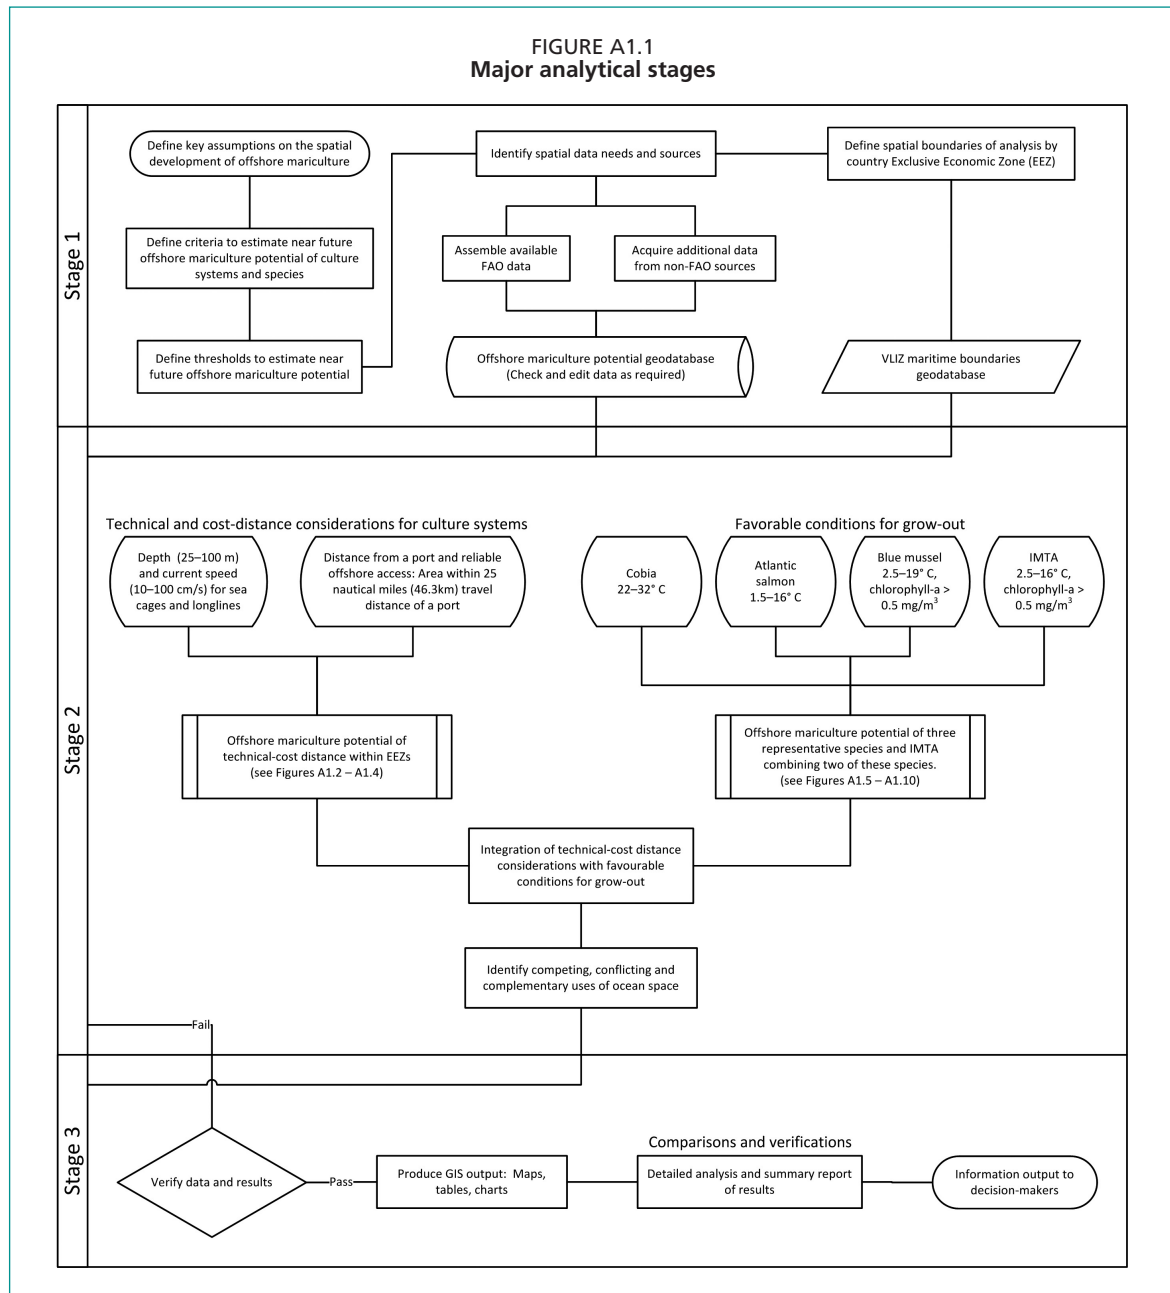 FIGURE A1.1
Major analytical stages
Stage 1
Define key assumptions on the spatial
development of offshore mariculture
Identify spatial data needs and sources
Define spatial boundaries of analysis by
country Exclusive Economic Zone (EEZ)
Define criteria to estimate near future
offshore mariculture potential of culture
systems and species
Assemble available
FAO data
Acquire additional data
from non-FAO sources
Define thresholds to estimate near
future offshore mariculture potential
Offshore mariculture potential geodatabase
(Check and edit data as required)
VLIZ maritime boundaries
geodatabase
Stage 2
Technical and cost-distance considerations for culture systems
Favorable conditions for grow-out
Depth (25–100 m)
and current speed
(10–100 cm/s) for sea
cages and longlines
Distance from a port and reliable
offshore access: Area within 25
nautical miles (46.3km) travel
distance of a port
Cobia
22–32° C
Atlantic
salmon
1.5–16° C
Blue mussel
2.5–19° C,
chlorophyll-a >
0.5 mg/m³
IMTA
2.5–16° C,
chlorophyll-a >
0.5 mg/m³
Offshore mariculture potential of
technical-cost distance within EEZs
(see Figures A1.2 – A1.4)
Offshore mariculture potential of three
representative species and IMTA
combining two of these species.
(see Figures A1.5 – A1.10)
Integration of technical-cost distance
considerations with favourable
conditions for grow-out
Identify competing, conflicting and
complementary uses of ocean space
Fail
Stage 3
Verify data and results
Pass
Produce GIS output: Maps,
tables, charts
Comparisons and verifications
Detailed analysis and summary report
of results
Information output to
decision-makers